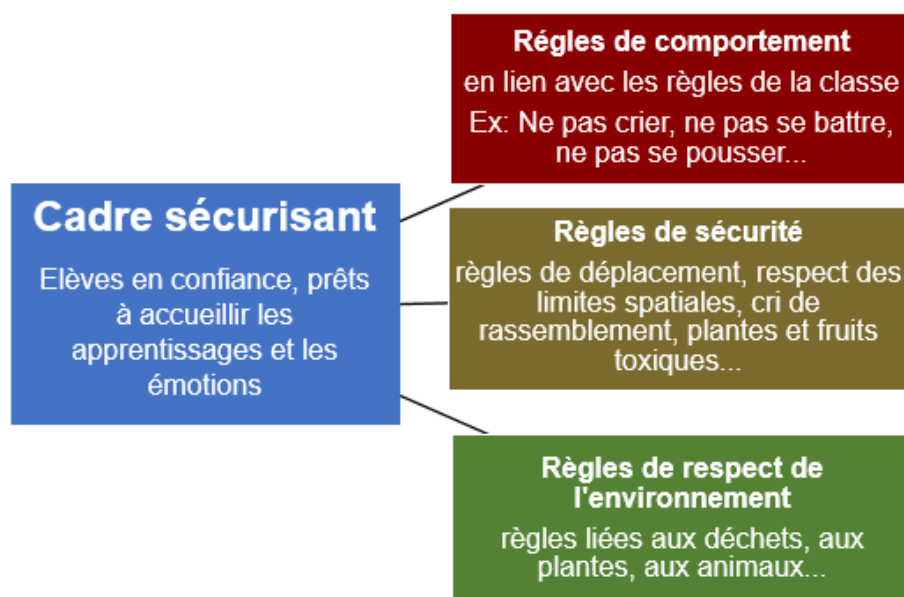 Cadre sécurisant
Elèves en confiance, prêts
à accueillir les
apprentissages et les
émotions
Régles de comportement
en lien avec les règles de la classe
Ex: Ne pas crier, ne pas se battre,
ne pas se pousser...
Règles de sécurité
règles de déplacement, respect des
limites spatiales, cri de
rassemblement, plantes et fruits
toxiques...
Règles de respect de
l'environnement
règles liées aux déchets, aux
plantes, aux animaux...